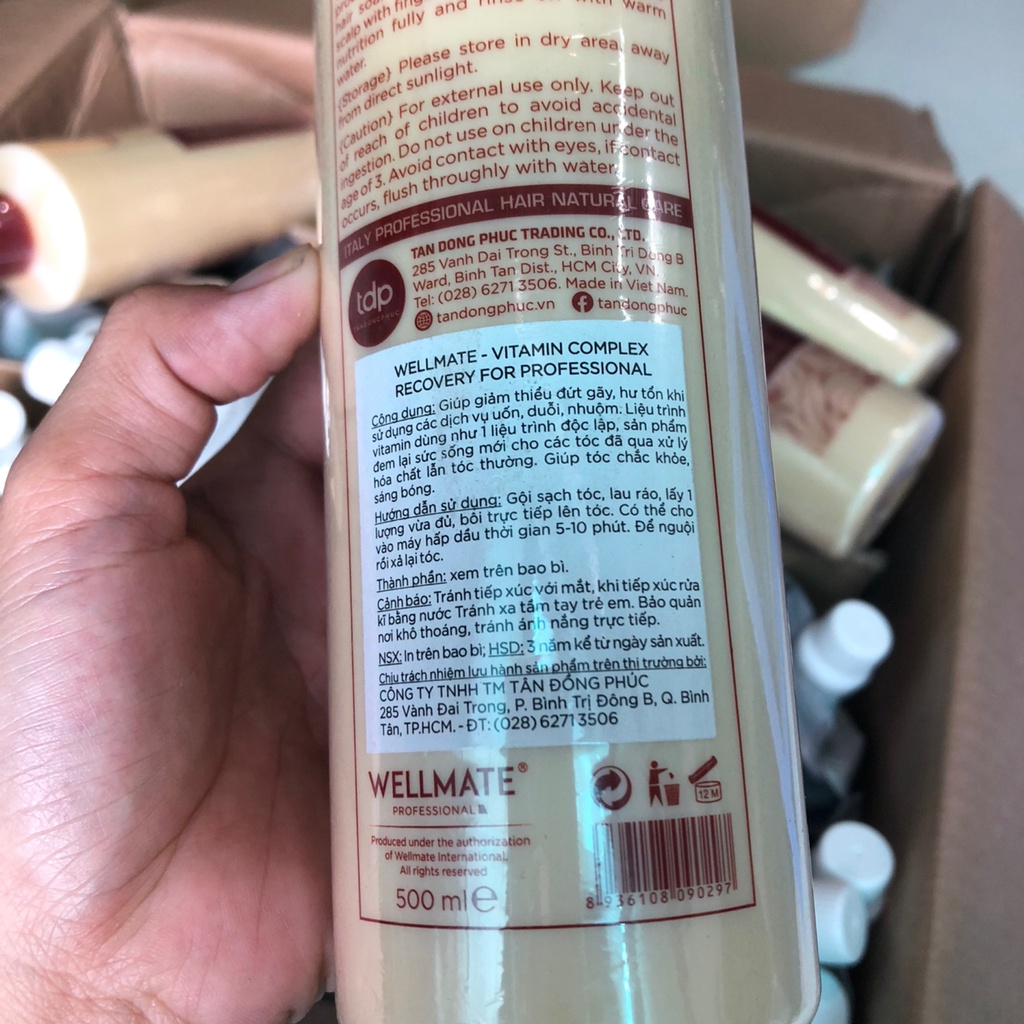 hair
scalp with
nutrition fully and rinse with warm
water.
{Storage} Please store in dry area, away
from direct sunlight.
{Caution} For external use only. Keep out
of reach of children to avoid accidental
ingestion. Do not use on children under the
age of 3. Avoid contact with eyes, if contact
occurs, flush throughly with water.
ITALY PROFESSIONAL HAIR NATURAL CARE
tdp
TANDONGPHUC
TAN DONG PHUC TRADING CO., LTD.
285 Vanh Dai Trong St., Binh Tri Dong B
Ward, Binh Tan Dist., HCM City, VN.
Tel: (028) 6271 3506. Made in Viet Nam.
tandongphuc.vn tandongphuc
WELLMATE - VITAMIN COMPLEX
RECOVERY FOR PROFESSIONAL
Công dụng: Giúp giảm thiểu đứt gãy, hư tổn khi
sử dụng các dịch vụ uốn, duỗi, nhuộm. Liệu trình
vitamin dùng như 1 liệu trình độc lập, sản phẩm
đem lại sức sống mới cho các tóc đã qua xử lý
hóa chất lẫn tóc thường. Giúp tóc chắc khỏe,
sáng bóng.
Hướng dẫn sử dụng: Gội sạch tóc, lau ráo, lấy 1
lượng vừa đủ, bôi trực tiếp lên tóc. Có thể cho
vào máy hấp dầu thời gian 5-10 phút. Để nguội
rồi xả lại tóc.
Thành phần: xem trên bao bì.
Cảnh báo: Tránh tiếp xúc với mắt, khi tiếp xúc rửa
kĩ bằng nước Tránh xa tầm tay trẻ em. Bảo quản
nơi khô thoáng, tránh ánh nắng trực tiếp.
NSX: In trên bao bì; HSD: 3 năm kể từ ngày sản xuất.
Chịu trách nhiệm lưu hành sản phẩm trên thị trường bởi:
CÔNG TY TNHH TM TÂN ĐỒNG PHÚC
285 Vành Đai Trong, P. Bình Trị Đông B, Q. Bình
Tân, TP.HCM. - ĐT: (028) 6271 3506
WELLMATE®
PROFESSIONAL
12 M
Produced under the authorization
of Wellmate International.
All rights reserved
500 ml e
8 936108 090297